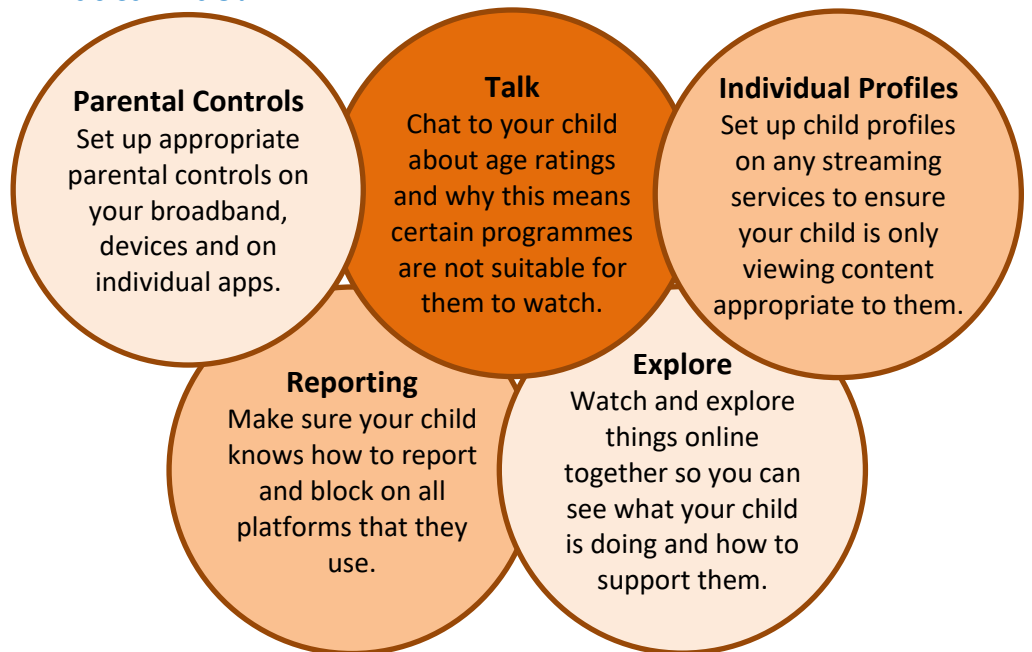 Parental Controls
Set up appropriate
parental controls on
your broadband,
devices and on
individual apps.
Talk
Chat to your child
about age ratings
and why this means
certain programmes
are not suitable for
them to watch.
Individual Profiles
Set up child profiles
on any streaming
services to ensure
your child is only
viewing content
appropriate to them.
Reporting
Make sure your child
knows how to report
and block on all
platforms that they
use.
Explore
Watch and explore
things online
together so you can
see what your child
is doing and how to
support them.